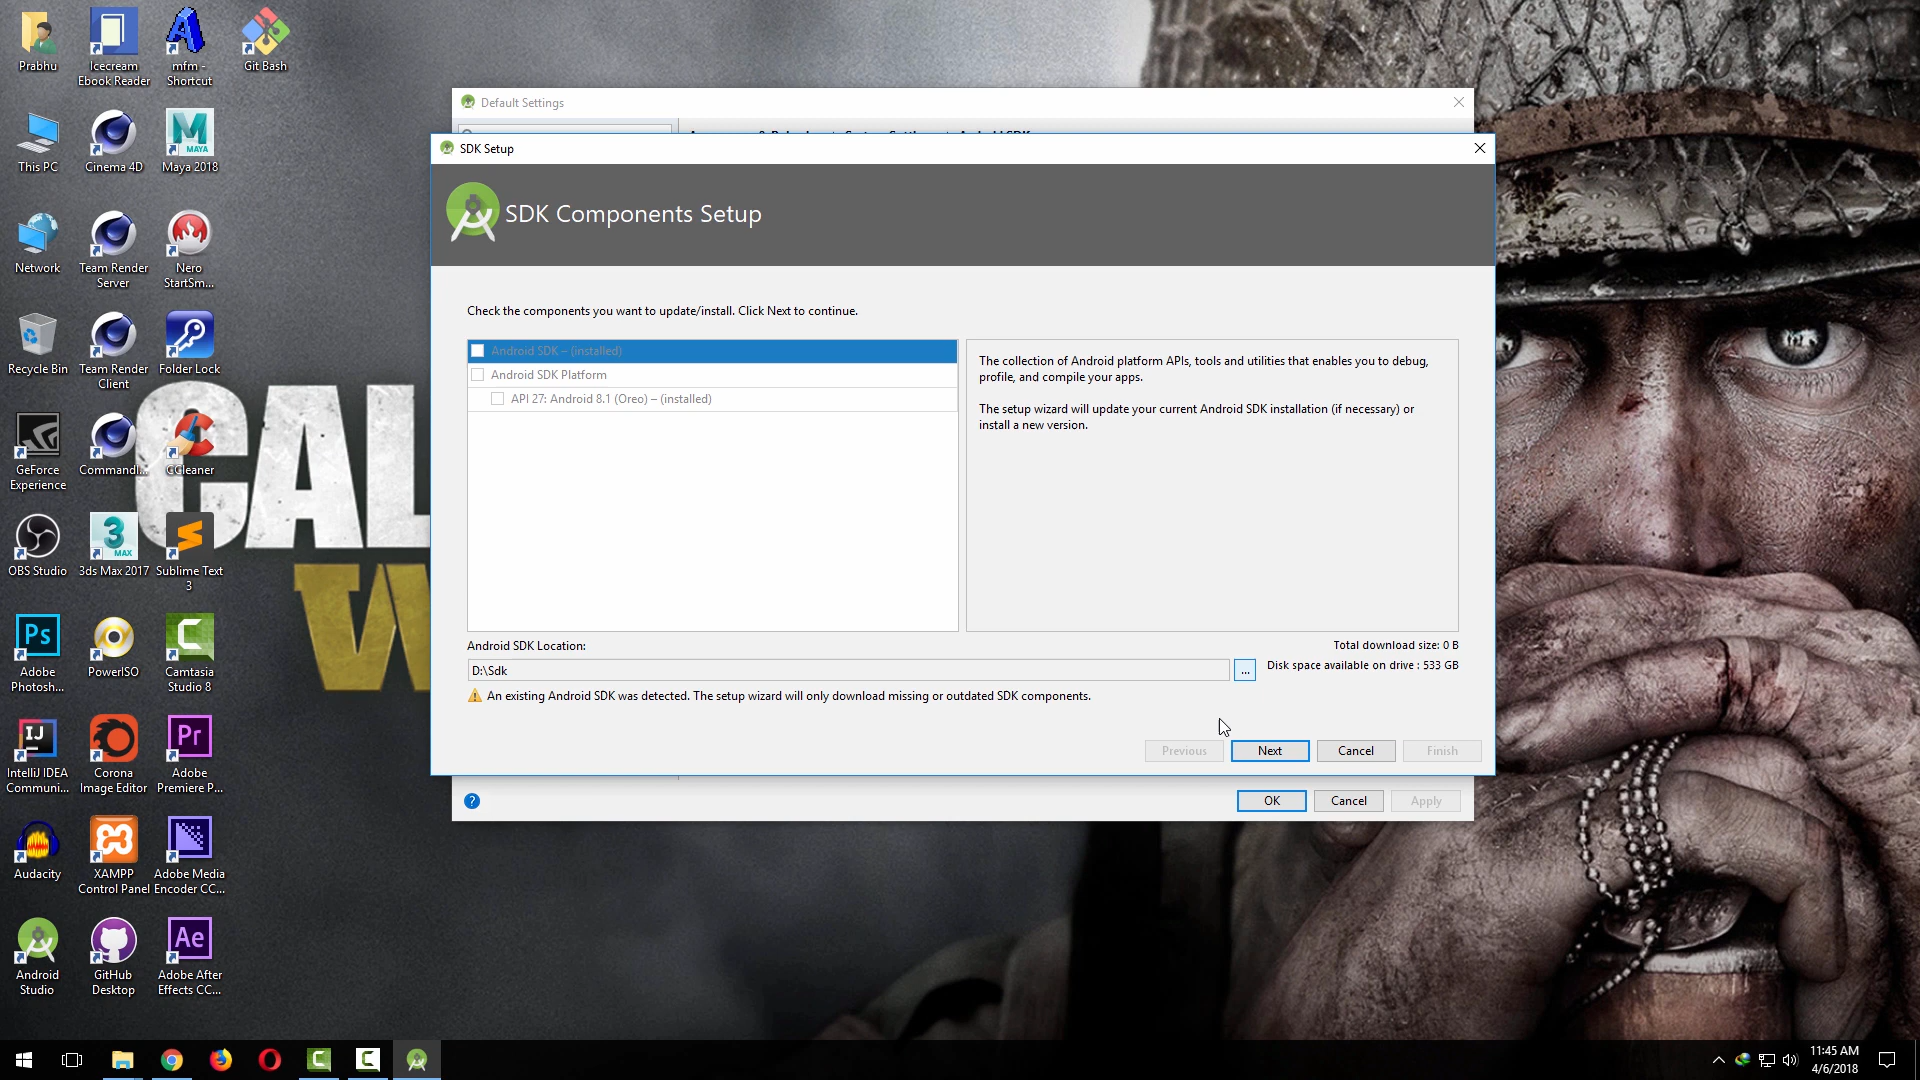 Prabhu
Icecream
Ebook Reader
mfm -
Shortcut
Git Bash
This PC
Cinema 4D
MAYA
Maya 2018
Network
Team Render
Server
Nero
StartSm...
Recycle Bin
Team Render
Client
Folder Lock
GeForce
Experience
Commandl...
CCleaner
OBS Studio
MAX
3ds Max 2017
Sublime Text
3
Ps
Adobe
Photosh...
PowerISO
Camtasia
Studio 8
IJ
IntelliJ IDEA
Communi...
Corona
Image Editor
Pr
Adobe
Premiere P...
Audacity
XAMPP
Control Panel
Adobe Media
Encoder CC...
Android
Studio
GitHub
Desktop
Ae
Adobe After
Effects CC...
CAL
W
Default Settings
SDK Setup
SDK Components Setup
Check the components you want to update/install. Click Next to continue.
Android SDK – (installed)
Android SDK Platform
API 27: Android 8.1 (Oreo) – (installed)
The collection of Android platform APIs, tools and utilities that enables you to debug,
profile, and compile your apps.
The setup wizard will update your current Android SDK installation (if necessary) or
install a new version.
Android SDK Location:
Total download size: 0 B
D:\Sdk
...
Disk space available on drive : 533 GB
An existing Android SDK was detected. The setup wizard will only download missing or outdated SDK components.
Previous
Next
Cancel
Finish
?
OK
Cancel
Apply
11:45 AM
4/6/2018